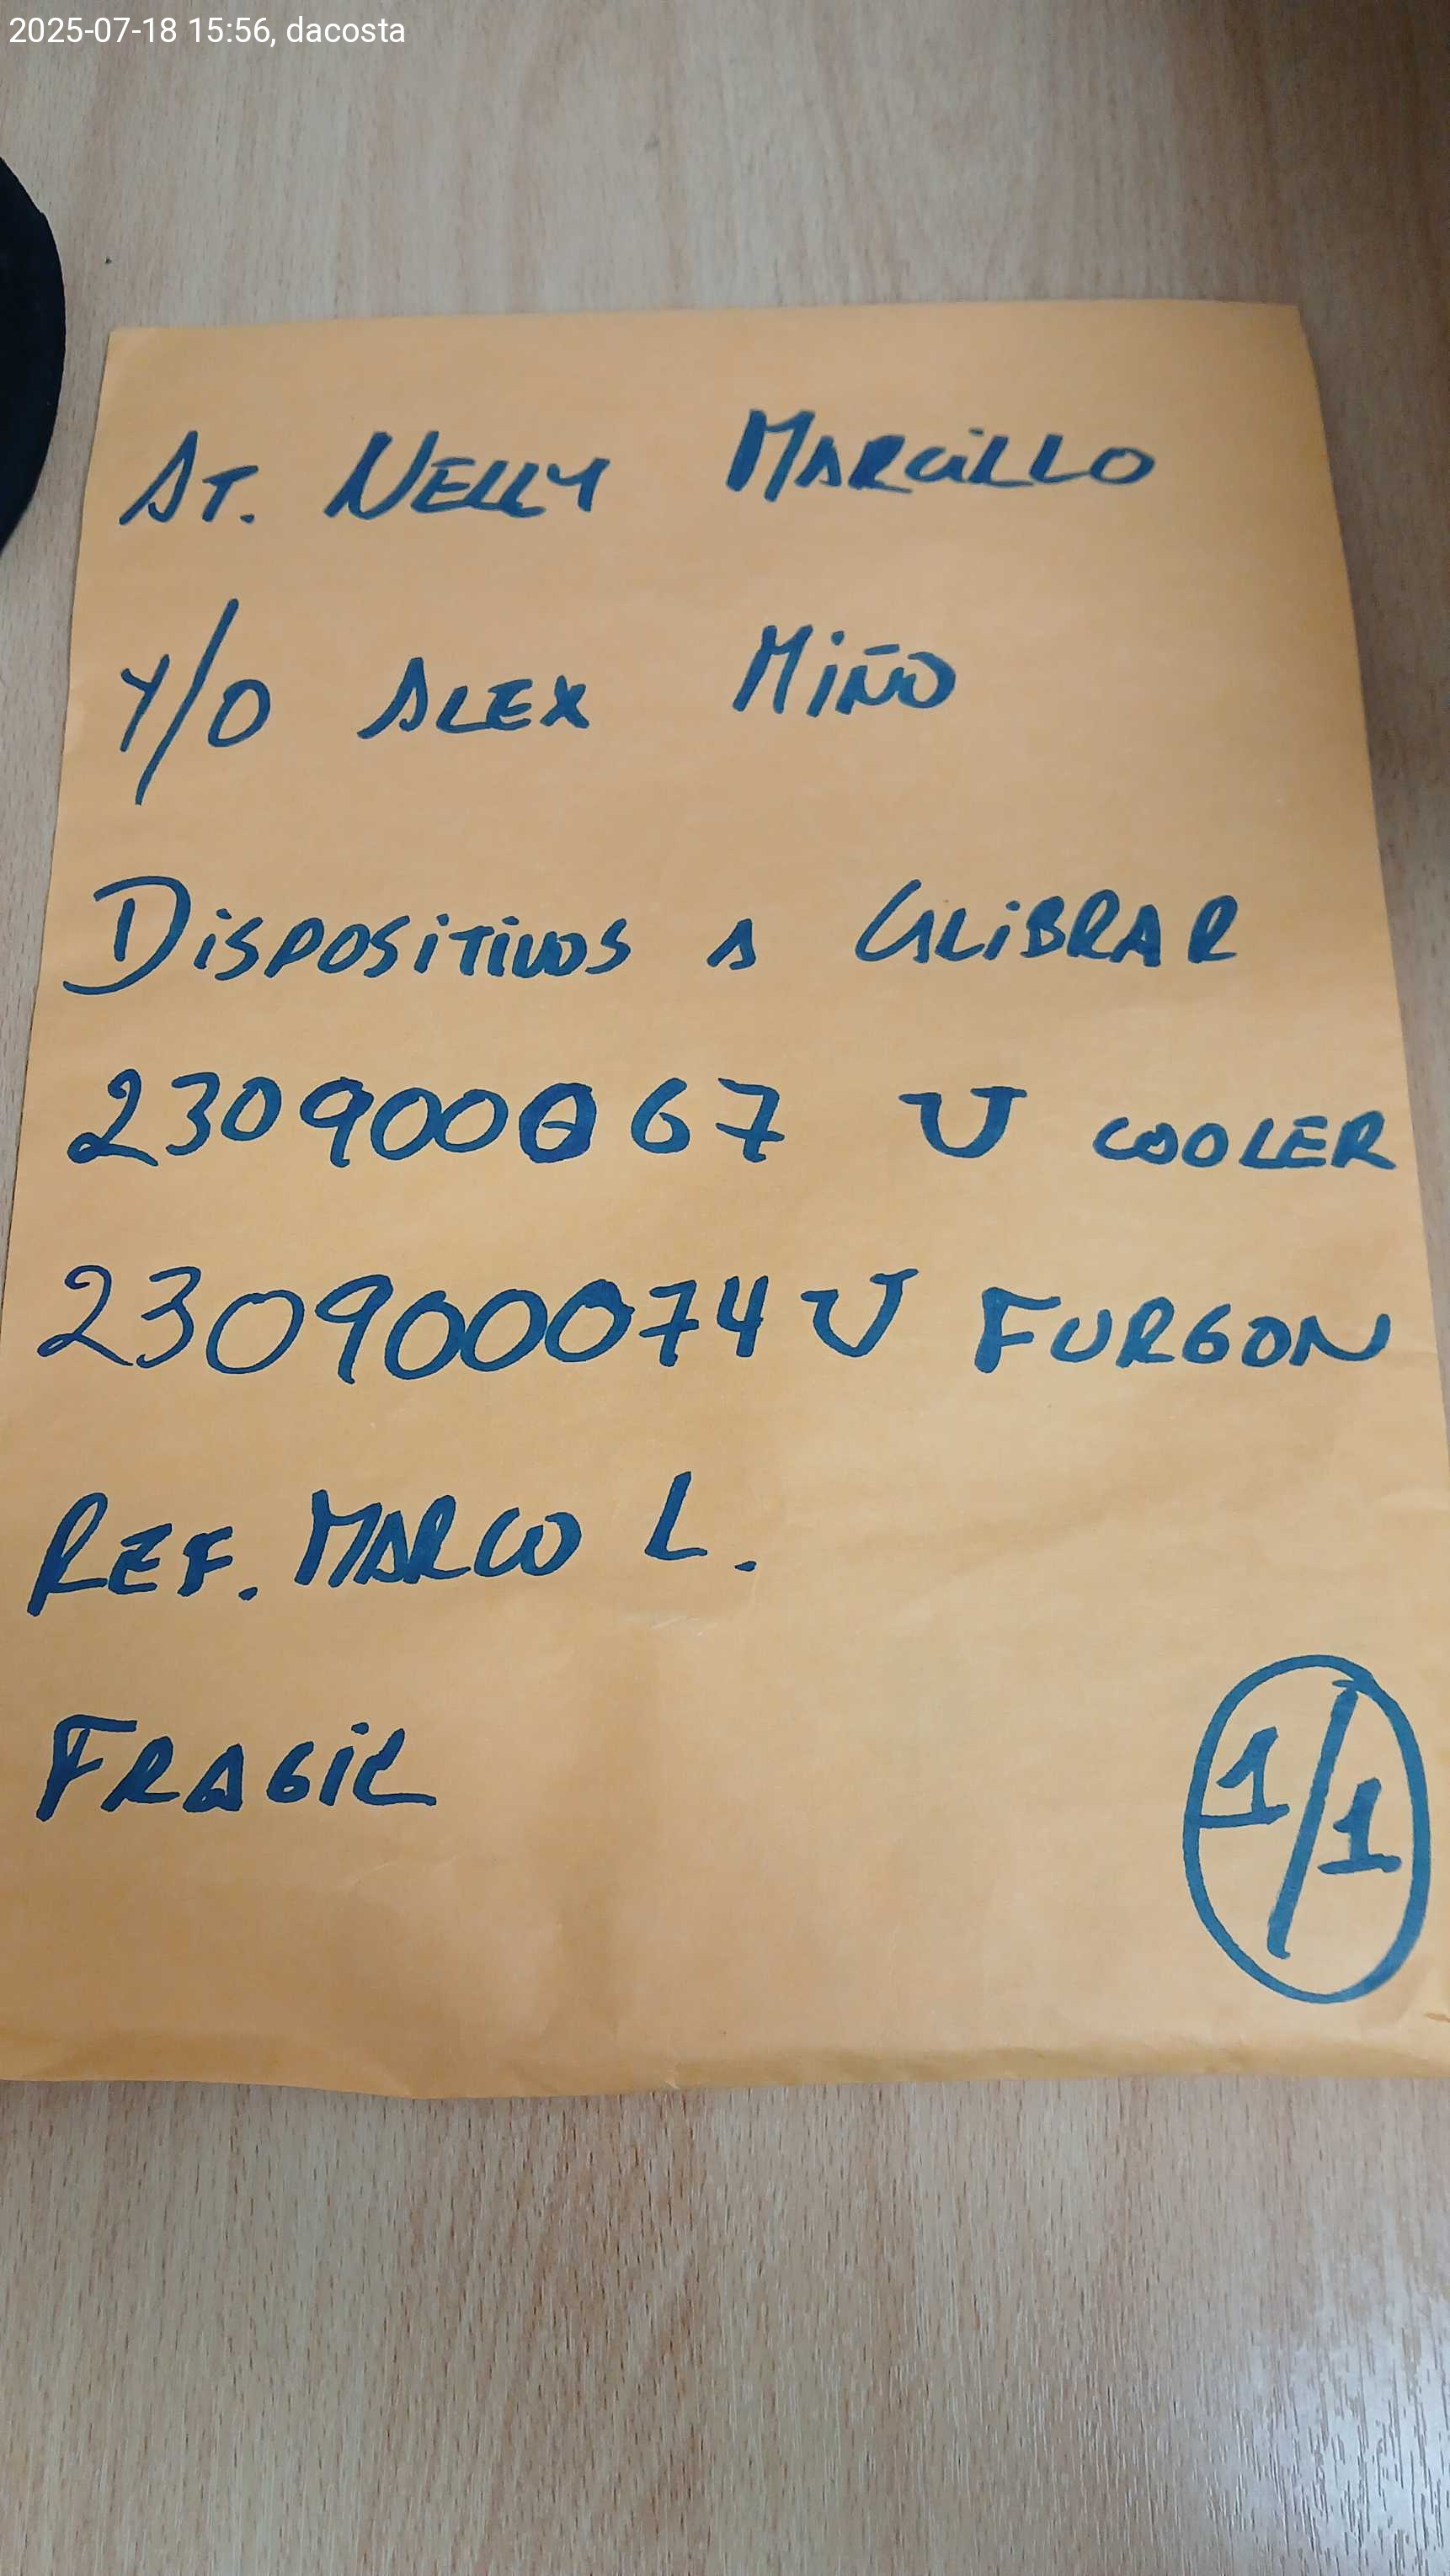 2025-07-18 15:56, dacosta
AT. NELLY MARCILLO
Y/O ALEX MIÑO
DISPOSITIVOS A CALIBRAR
230900067 U COOLER
230900074 U FURGON
REF. MARCO L.
FRAGIL
1/1